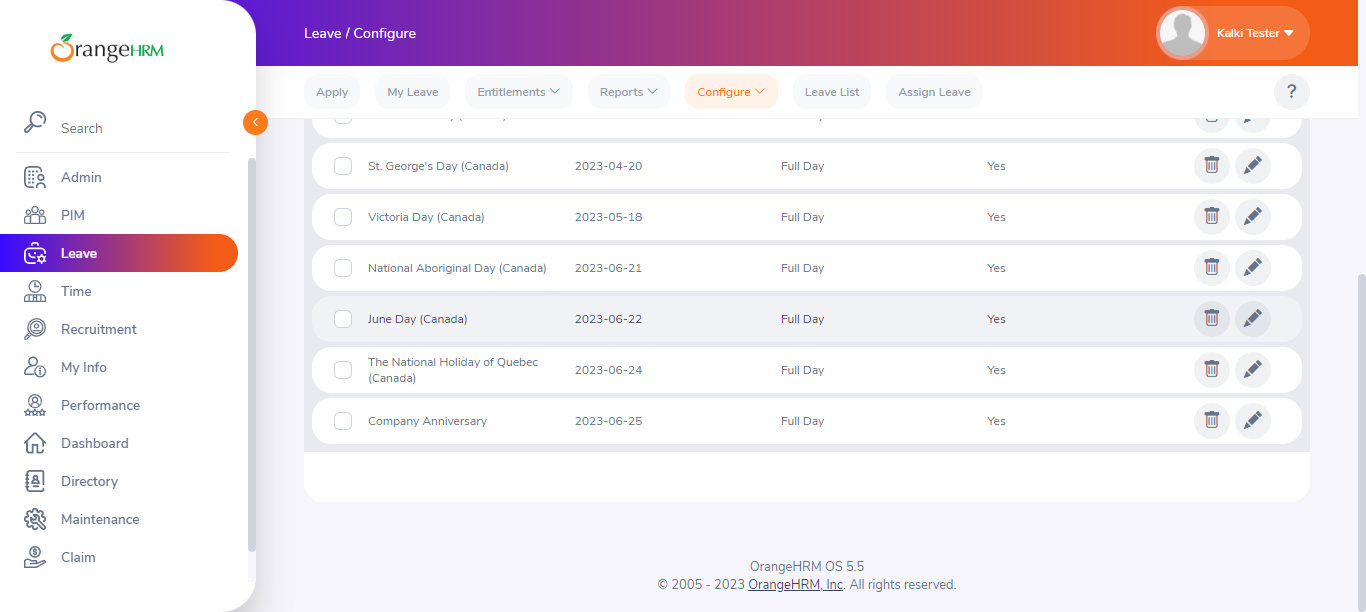 OrangeHRM
Leave / Configure
Kalki Tester
Apply
My Leave
Entitlements
Reports
Configure
Leave List
Assign Leave
?
Search
Admin
PIM
Leave
Time
Recruitment
My Info
Performance
Dashboard
Directory
Maintenance
Claim
St. George's Day (Canada) 2023-04-20 Full Day Yes
Victoria Day (Canada) 2023-05-18 Full Day Yes
National Aboriginal Day (Canada) 2023-06-21 Full Day Yes
June Day (Canada) 2023-06-22 Full Day Yes
The National Holiday of Quebec
(Canada) 2023-06-24 Full Day Yes
Company Anniversary 2023-06-25 Full Day Yes
OrangeHRM OS 5.5
© 2005 - 2023 OrangeHRM, Inc. All rights reserved.